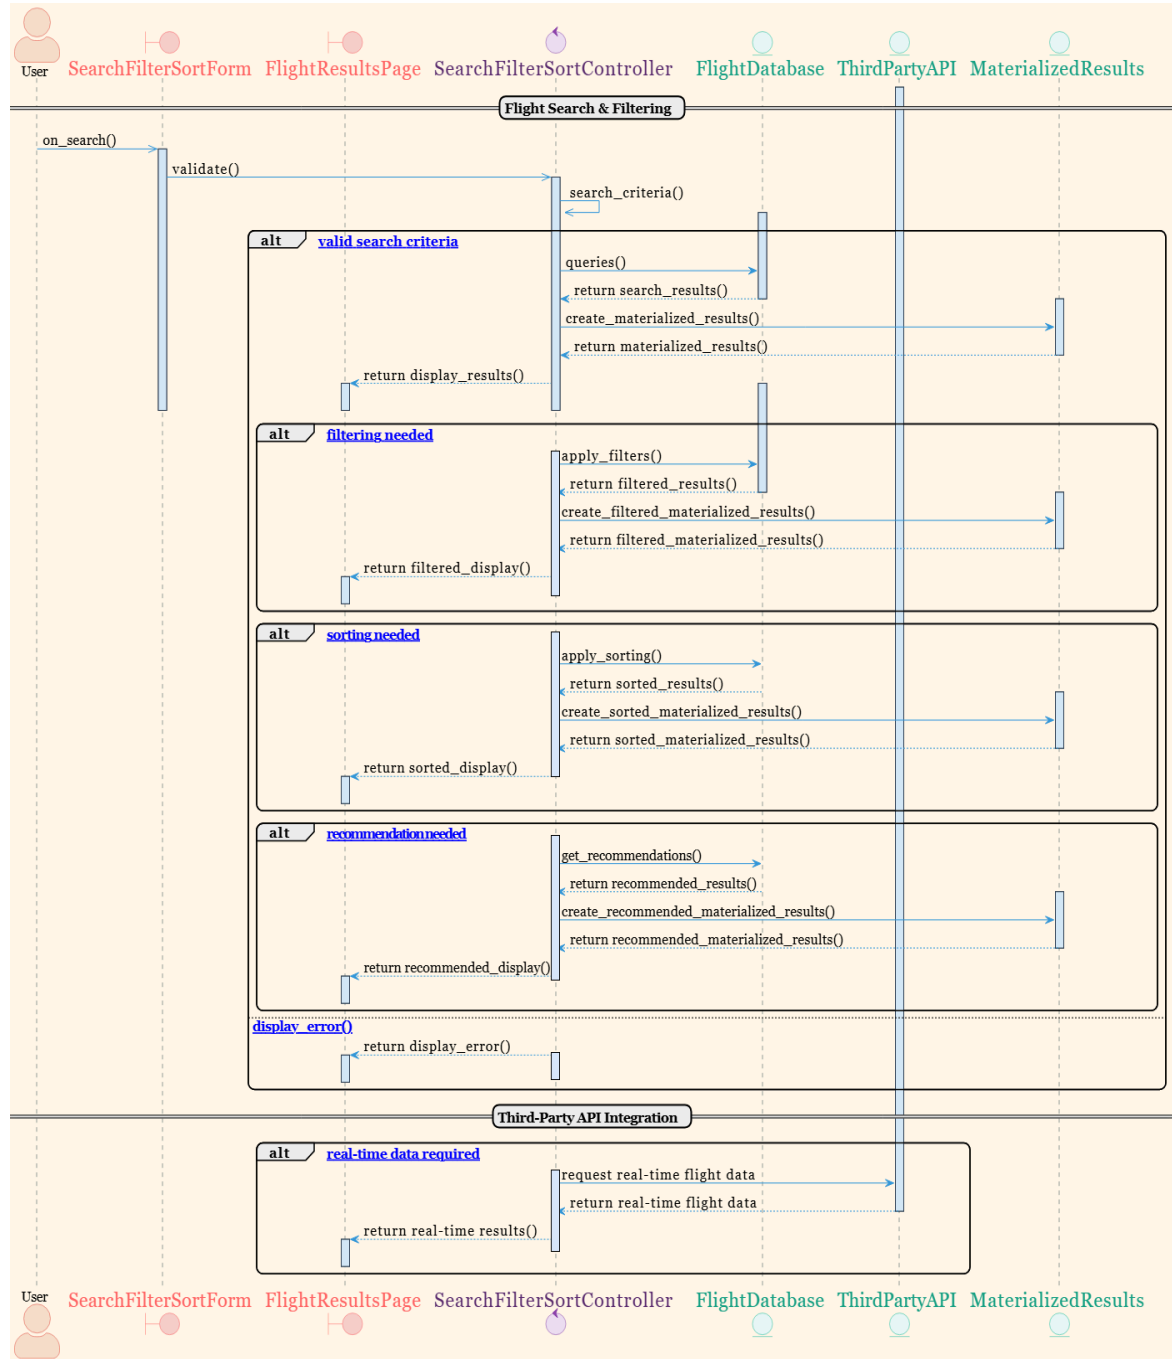 User SearchFilterSortForm FlightResultsPage SearchFilterSortController FlightDatabase ThirdPartyAPI MaterializedResults
Flight Search & Filtering
on_search()
validate()
search_criteria()
alt valid search criteria
queries()
return search_results()
create_materialized_results()
return materialized_results()
return display_results()
alt filtering needed
apply_filters()
return filtered_results()
create_filtered_materialized_results()
return filtered_materialized_results()
return filtered_display()
alt sorting needed
apply_sorting()
return sorted_results()
create_sorted_materialized_results()
return sorted_materialized_results()
return sorted_display()
alt recommendation needed
get_recommendations()
return recommended_results()
create_recommended_materialized_results()
return recommended_materialized_results()
return recommended_display()
display_error()
return display_error()
Third-Party API Integration
alt real-time data required
request real-time flight data
return real-time flight data
return real-time results()
User SearchFilterSortForm FlightResultsPage SearchFilterSortController FlightDatabase ThirdPartyAPI MaterializedResults